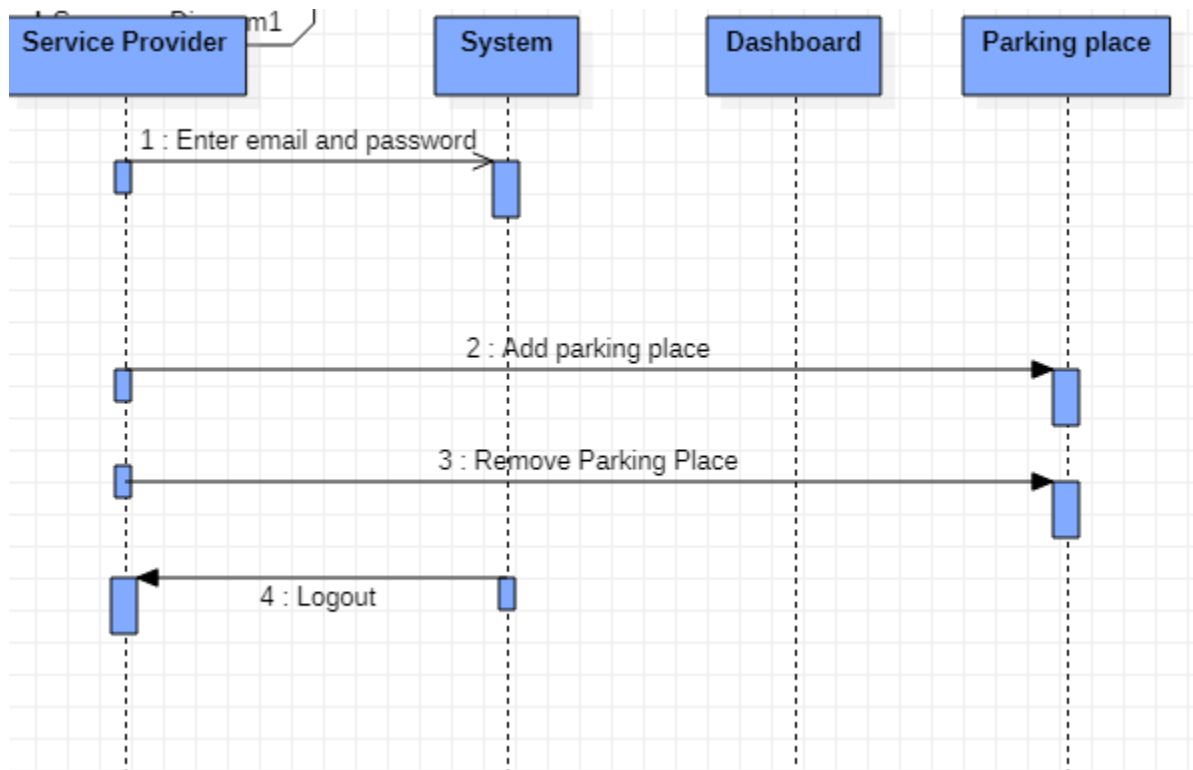 m1
Service Provider
System
Dashboard
Parking place
1 : Enter email and password
2 : Add parking place
3 : Remove Parking Place
4 : Logout